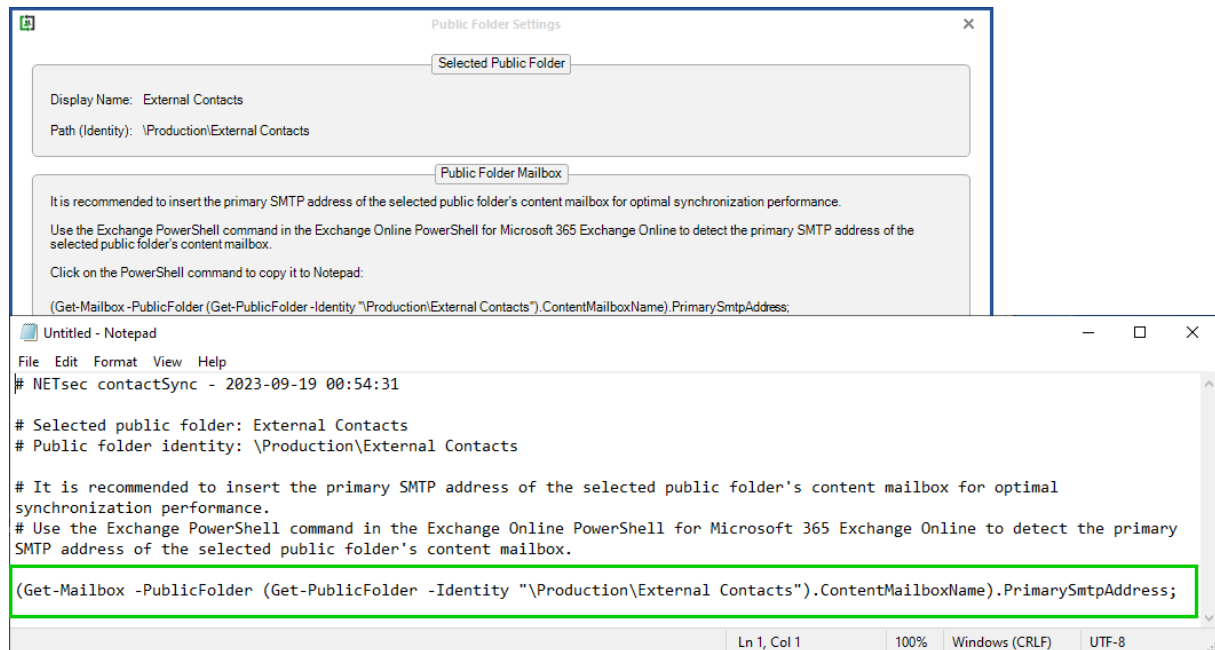 Public Folder Settings
Selected Public Folder
Display Name: External Contacts
Path (Identity): \Production\External Contacts
Public Folder Mailbox
It is recommended to insert the primary SMTP address of the selected public folder's content mailbox for optimal synchronization performance.
Use the Exchange PowerShell command in the Exchange Online PowerShell for Microsoft 365 Exchange Online to detect the primary SMTP address of the
selected public folder's content mailbox.
Click on the PowerShell command to copy it to Notepad:
(Get-Mailbox -PublicFolder (Get-PublicFolder -Identity "\Production\External Contacts").ContentMailboxName).PrimarySmtpAddress;
Untitled - Notepad
File Edit Format View Help
# NETsec contactSync - 2023-09-19 00:54:31
# Selected public folder: External Contacts
# Public folder identity: \Production\External Contacts
# It is recommended to insert the primary SMTP address of the selected public folder's content mailbox for optimal
synchronization performance.
# Use the Exchange PowerShell command in the Exchange Online PowerShell for Microsoft 365 Exchange Online to detect the primary
SMTP address of the selected public folder's content mailbox.
(Get-Mailbox -PublicFolder (Get-PublicFolder -Identity "\Production\External Contacts").ContentMailboxName).PrimarySmtpAddress;
Ln 1, Col 1 100% Windows (CRLF) UTF-8